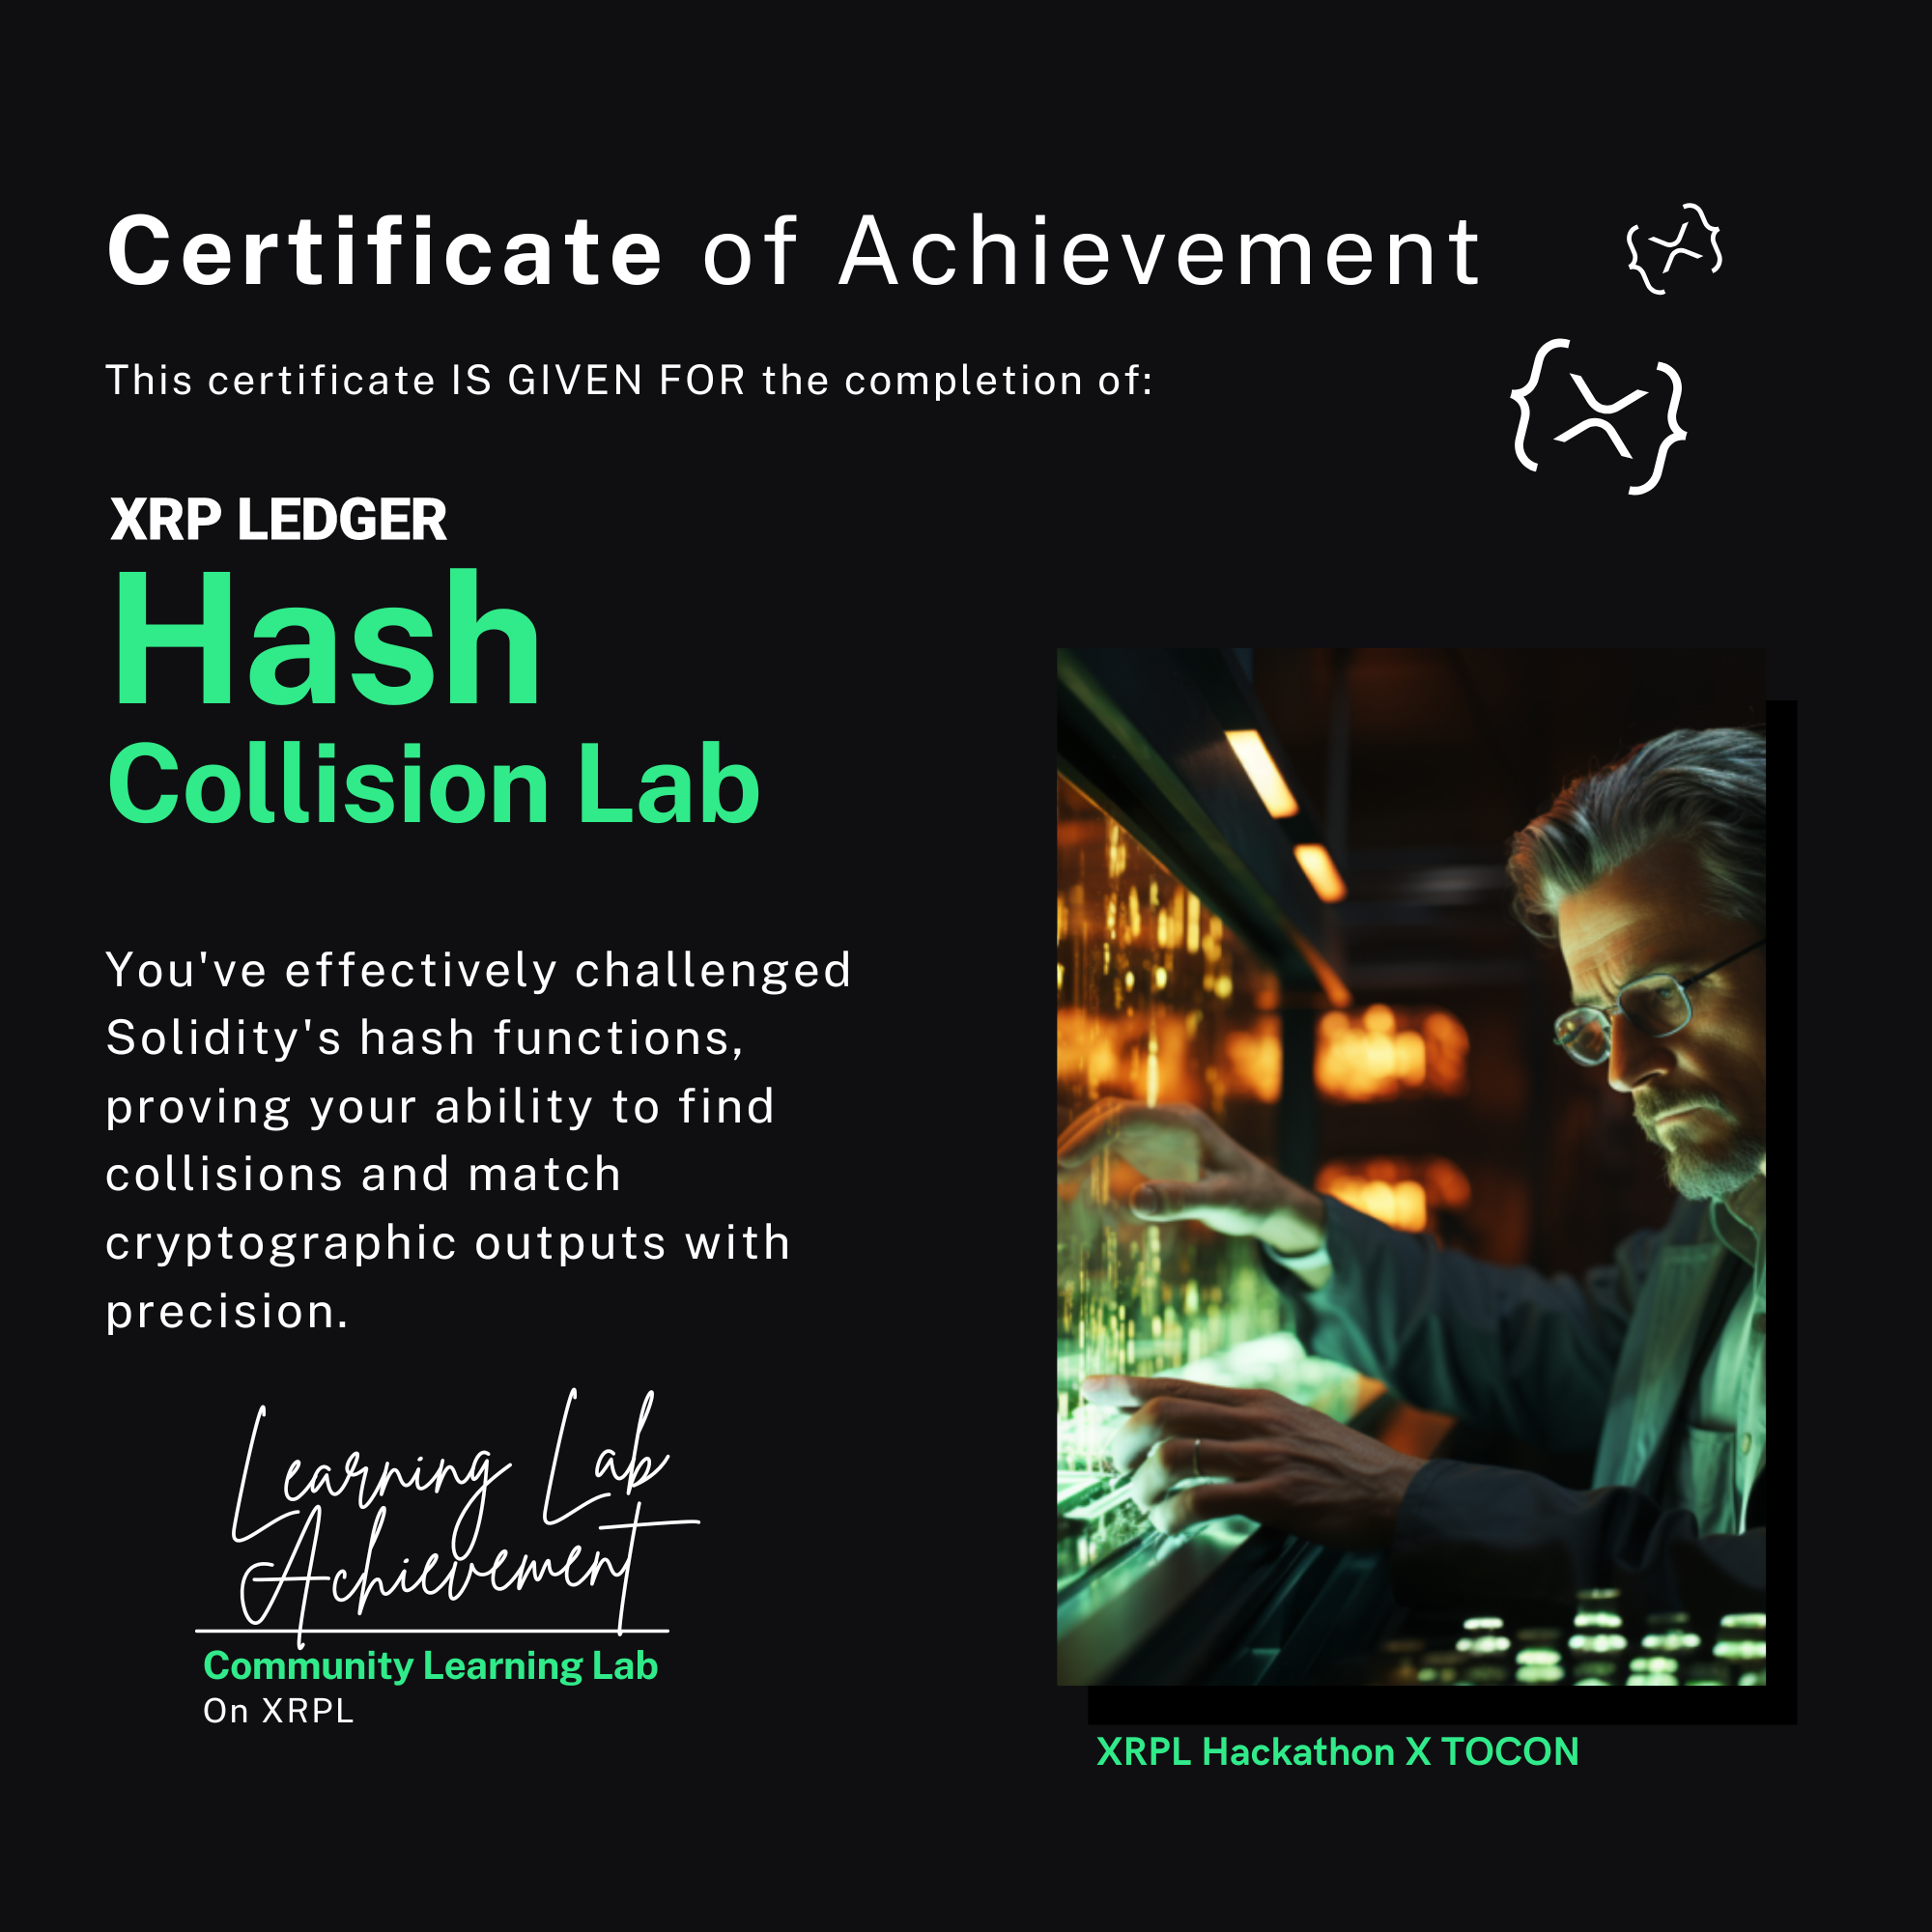 Certificate of Achievement
This certificate IS GIVEN FOR the completion of:
XRP LEDGER
Hash
Collision Lab
You've effectively challenged
Solidity's hash functions,
proving your ability to find
collisions and match
cryptographic outputs with
precision.
Learning Lab
Achievement
Community Learning Lab
On XRPL
XRPL Hackathon X TOCON